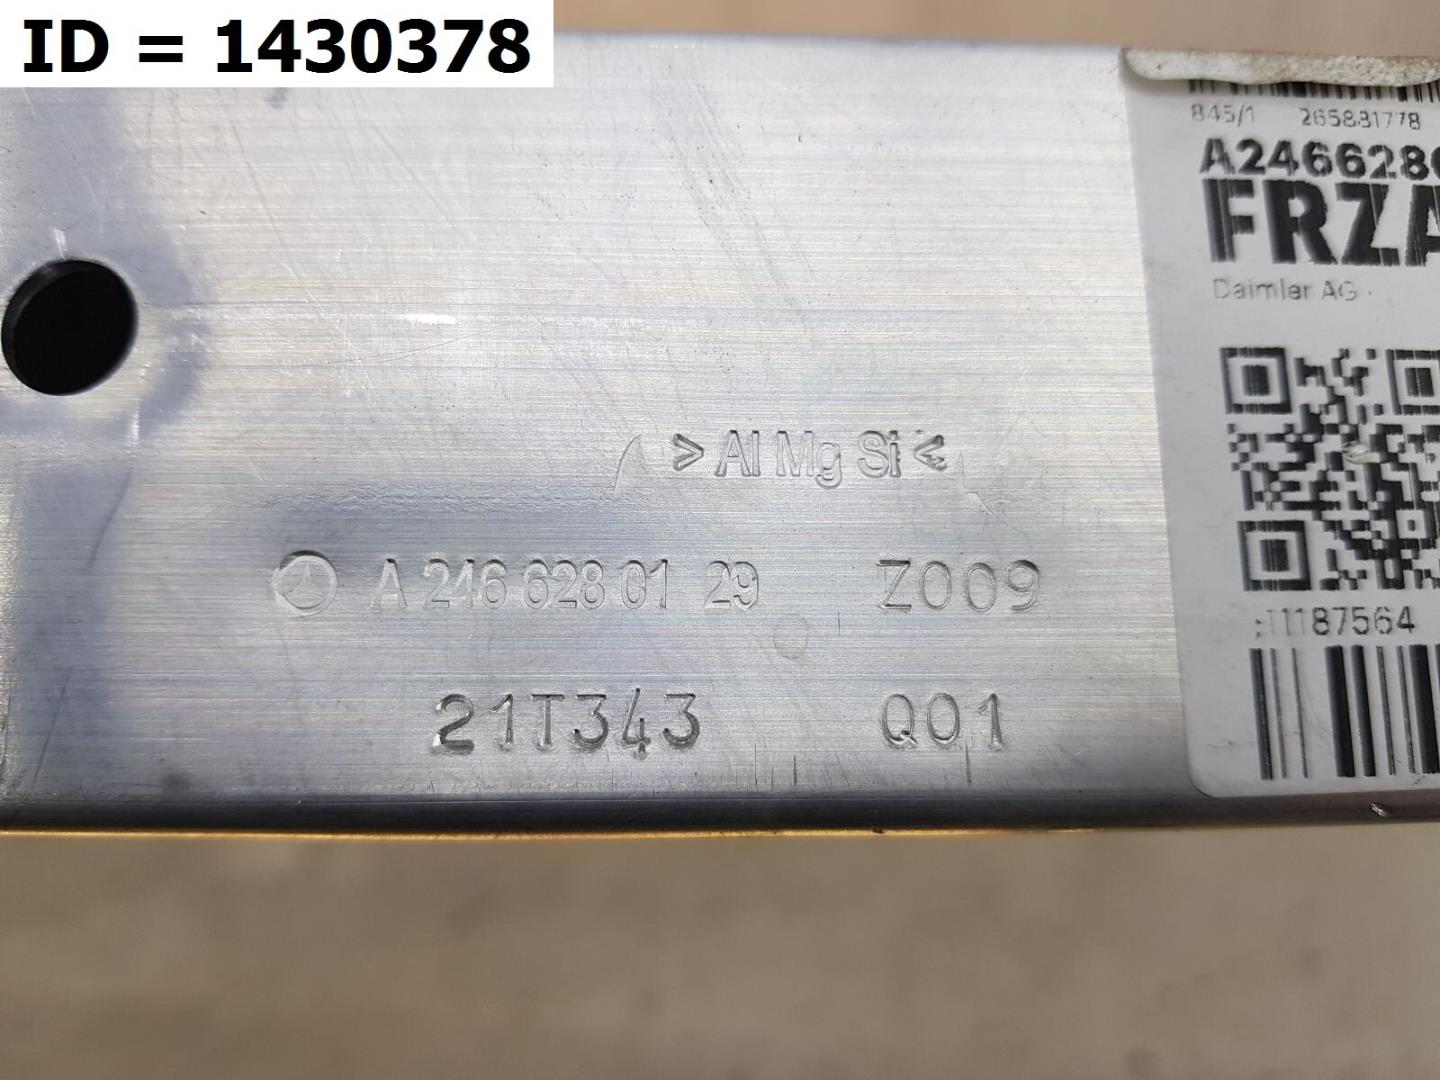 ID = 1430378
845/1 265881778
A246628
FRZA
Daimler AG
>Al Mg Si<
A 246 628 01 29 Z009
11187564
21T343 Q01